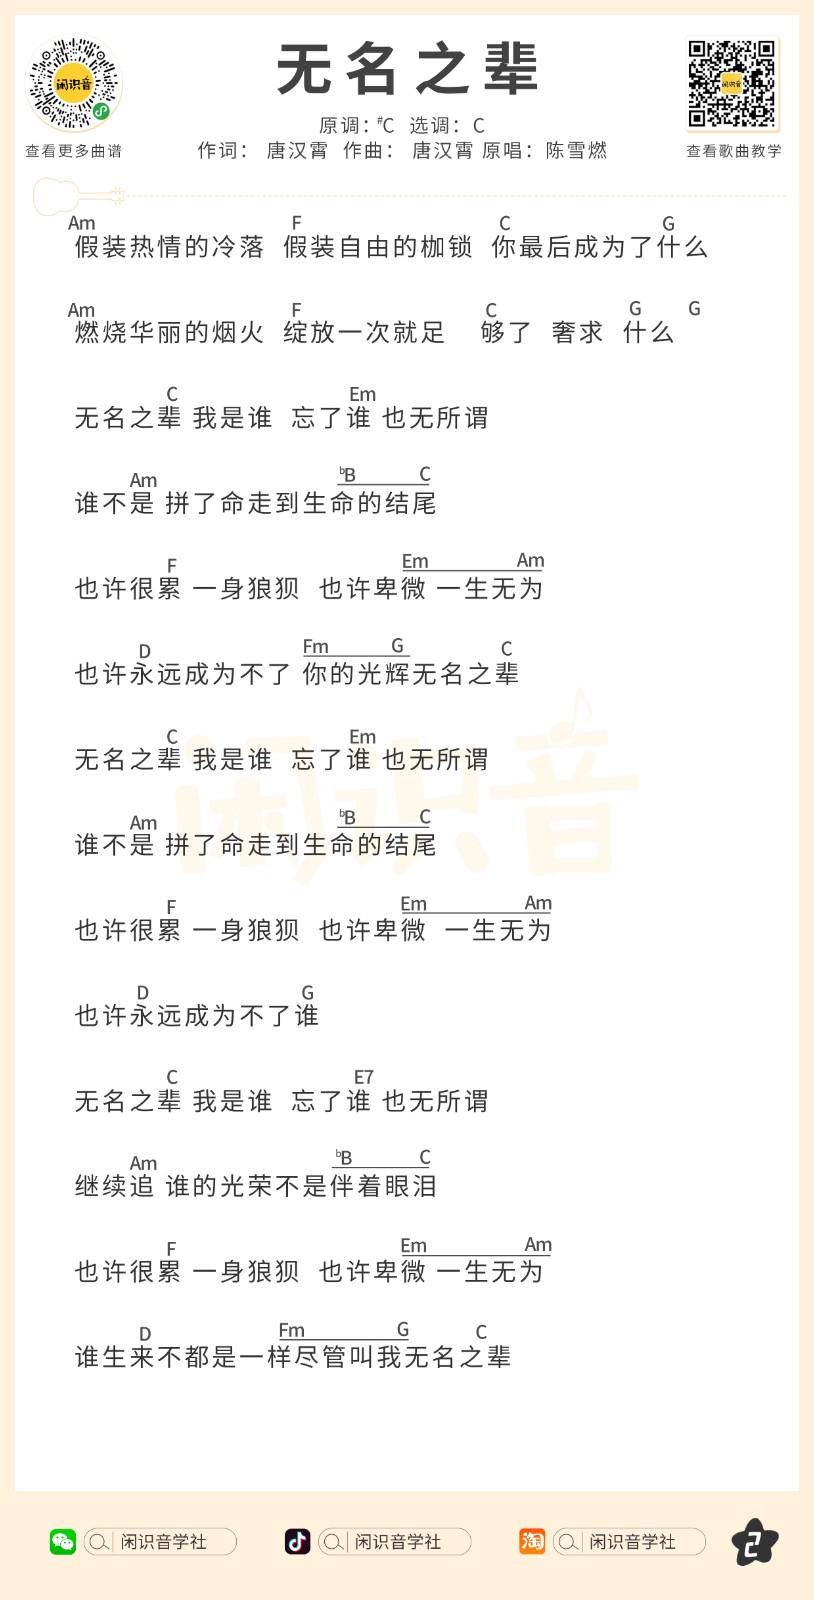 无名之辈
原调：#C 选调：C
作词： 唐汉霄 作曲： 唐汉霄 原唱：陈雪燃
闲识音
查看更多曲谱
闲识音
查看歌曲教学
Am F C G
假装热情的冷落 假装自由的枷锁 你最后成为了什么
Am F C G G
燃烧华丽的烟火 绽放一次就足 够了 奢求 什么
C Em
无名之辈 我是谁 忘了谁 也无所谓
Am bB C
谁不是 拼了命走到生命的结尾
F Em Am
也许很累 一身狼狈 也许卑微 一生无为
D Fm G C
也许永远成为不了 你的光辉无名之辈
C Em
无名之辈 我是谁 忘了谁 也无所谓
Am bB C
谁不是 拼了命走到生命的结尾
F Em Am
也许很累 一身狼狈 也许卑微 一生无为
D G
也许永远成为不了谁
C E7
无名之辈 我是谁 忘了谁 也无所谓
Am bB C
继续追 谁的光荣不是伴着眼泪
F Em Am
也许很累 一身狼狈 也许卑微 一生无为
D Fm G C
谁生来不都是一样尽管叫我无名之辈
闲识音
闲识音学社 闲识音学社 淘 闲识音学社 2